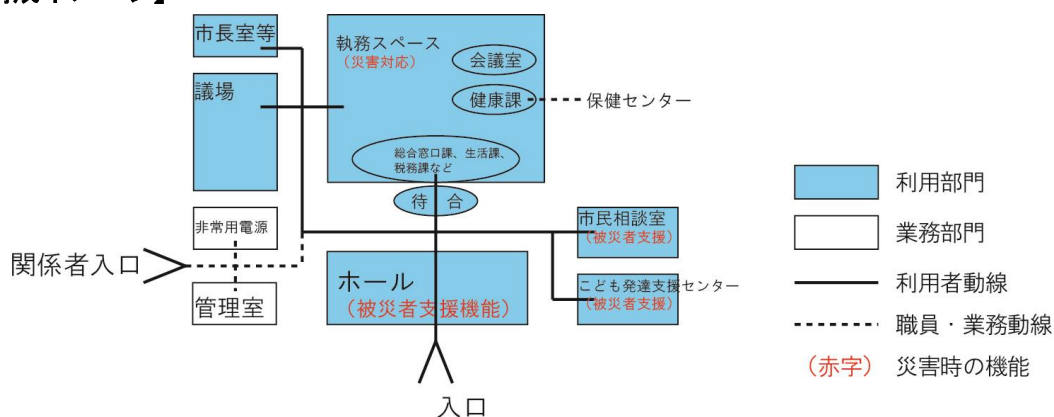 市長室等
執務スペース
（災害対応）
会議室
議場
健康課
保健センター
総合窓口課、生活課、
税務課など
待 合
非常用電源
市民相談室
（被災者支援）
関係者入口
ホール
（被災者支援機能）
こども発達支援センター
（被災者支援）
管理室
入口
利用部門
業務部門
利用者動線
職員・業務動線
（赤字） 災害時の機能